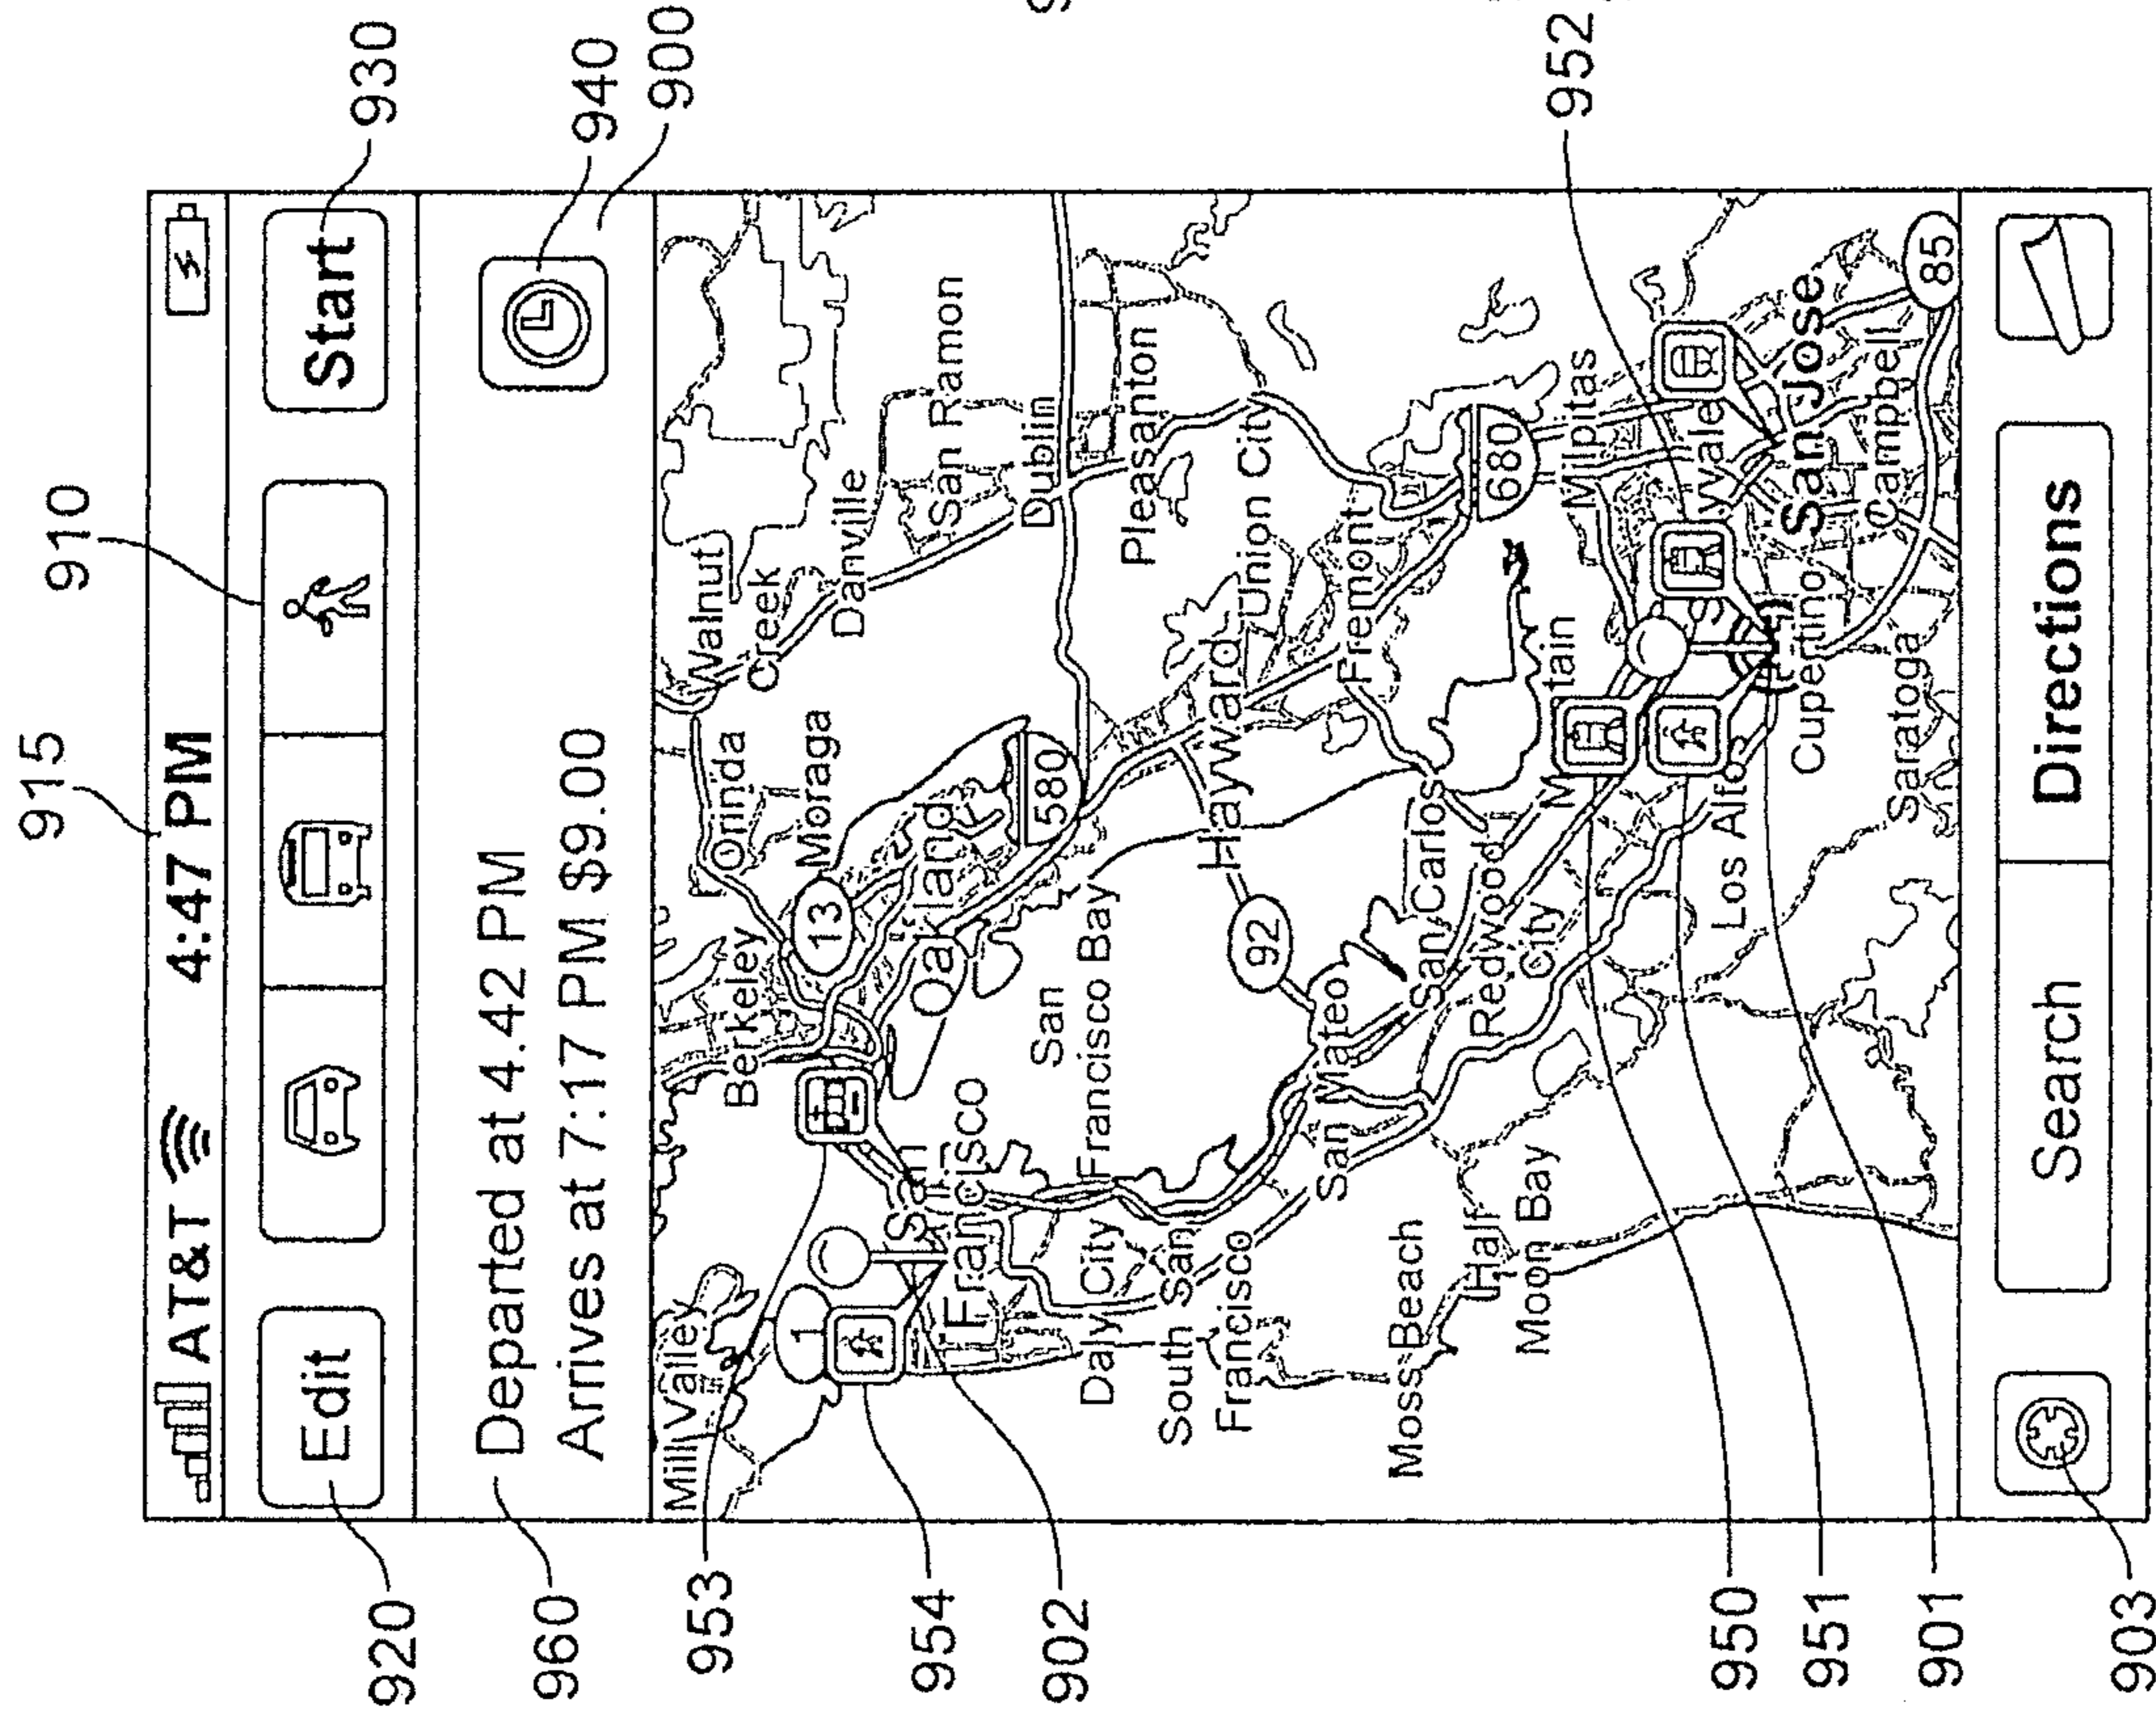 915
910
AT&T 4:47 PM
Edit
Start
920
930
960
Departed at 4.42 PM
Arrives at 7:17 PM $9.00
940
900
Mill Valley
Berkeley
Orinda
Walnut
Creek
Moraga
Danville
San Ramon
13
1
San
Francisco
Oakland
580
Dublin
953
954
902
San
Francisco Bay
Daly City
South San
Francisco
Hayward
Pleasanton
Union City
92
San Mateo
Fremont
Moss Beach
San Carlos
Redwood
City
680
Half
Moon Bay
M
tain
Milpitas
952
S
vale
Los Altos
Cupertino
San Jose
Saratoga
Campbell
85
950
951
901
903
Search
Directions